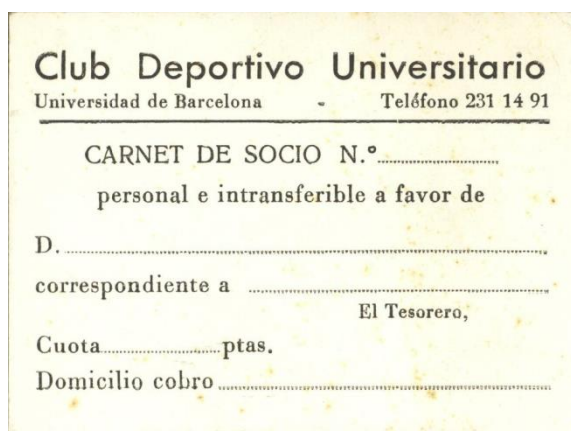 Club Deportivo Universitario
Universidad de Barcelona - Teléfono 231 14 91
CARNET DE SOCIO N.º
personal e intransferible a favor de
D.
correspondiente a
El Tesorero,
Cuota ptas.
Domicilio cobro